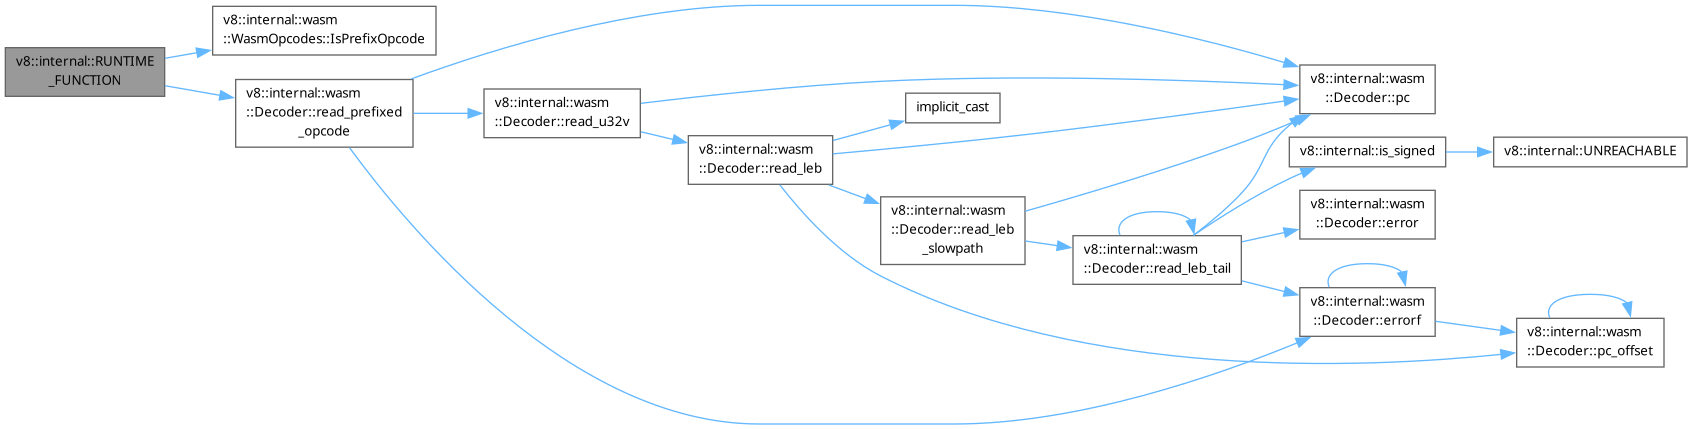 v8::internal::RUNTIME
_FUNCTION
v8::internal::wasm
::WasmOpcodes::IsPrefixOpcode
v8::internal::wasm
::Decoder::read_prefixed
_opcode
v8::internal::wasm
::Decoder::read_u32v
v8::internal::wasm
::Decoder::read_leb
implicit_cast
v8::internal::wasm
::Decoder::read_leb
_slowpath
v8::internal::wasm
::Decoder::read_leb_tail
v8::internal::wasm
::Decoder::pc
v8::internal::is_signed
v8::internal::UNREACHABLE
v8::internal::wasm
::Decoder::error
v8::internal::wasm
::Decoder::errorf
v8::internal::wasm
::Decoder::pc_offset